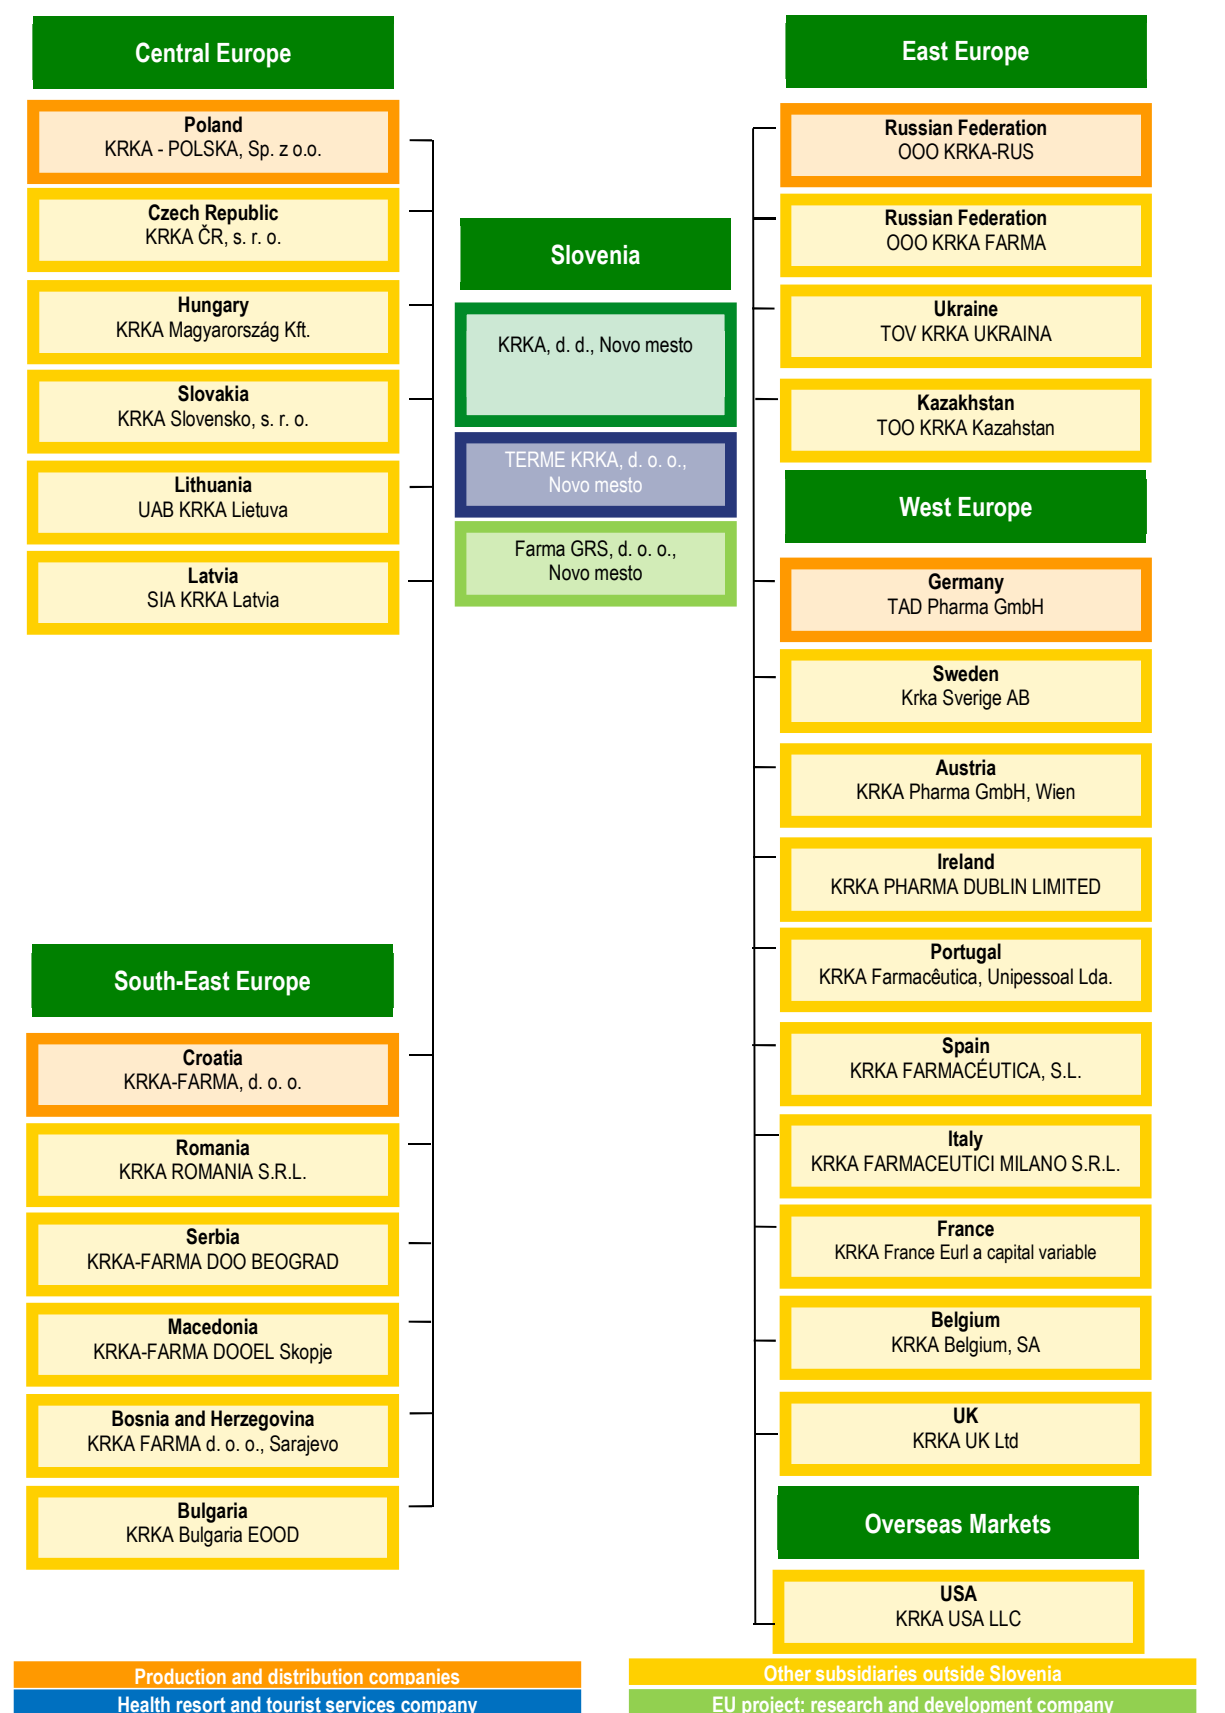 Central Europe
Poland
KRKA - POLSKA, Sp. z o.o.
Czech Republic
KRKA ČR, s. r. o.
Hungary
KRKA Magyarország Kft.
Slovakia
KRKA Slovensko, s. r. o.
Lithuania
UAB KRKA Lietuva
Latvia
SIA KRKA Latvia
South-East Europe
Croatia
KRKA-FARMA, d. o. o.
Romania
KRKA ROMANIA S.R.L.
Serbia
KRKA-FARMA DOO BEOGRAD
Macedonia
KRKA-FARMA DOOEL Skopje
Bosnia and Herzegovina
KRKA FARMA d. o. o., Sarajevo
Bulgaria
KRKA Bulgaria EOOD
Slovenia
KRKA, d. d., Novo mesto
TERME KRKA, d. o. o.,
Novo mesto
Farma GRS, d. o. o.,
Novo mesto
East Europe
Russian Federation
OOO KRKA-RUS
Russian Federation
OOO KRKA FARMA
Ukraine
TOV KRKA UKRAINA
Kazakhstan
TOO KRKA Kazahstan
West Europe
Germany
TAD Pharma GmbH
Sweden
Krka Sverige AB
Austria
KRKA Pharma GmbH, Wien
Ireland
KRKA PHARMA DUBLIN LIMITED
Portugal
KRKA Farmacêutica, Unipessoal Lda.
Spain
KRKA FARMACÉUTICA, S.L.
Italy
KRKA FARMACEUTICI MILANO S.R.L.
France
KRKA France Eurl a capital variable
Belgium
KRKA Belgium, SA
UK
KRKA UK Ltd
Overseas Markets
USA
KRKA USA LLC
Production and distribution companies
Health resort and tourist services company
Other subsidiaries outside Slovenia
EU project: research and development company